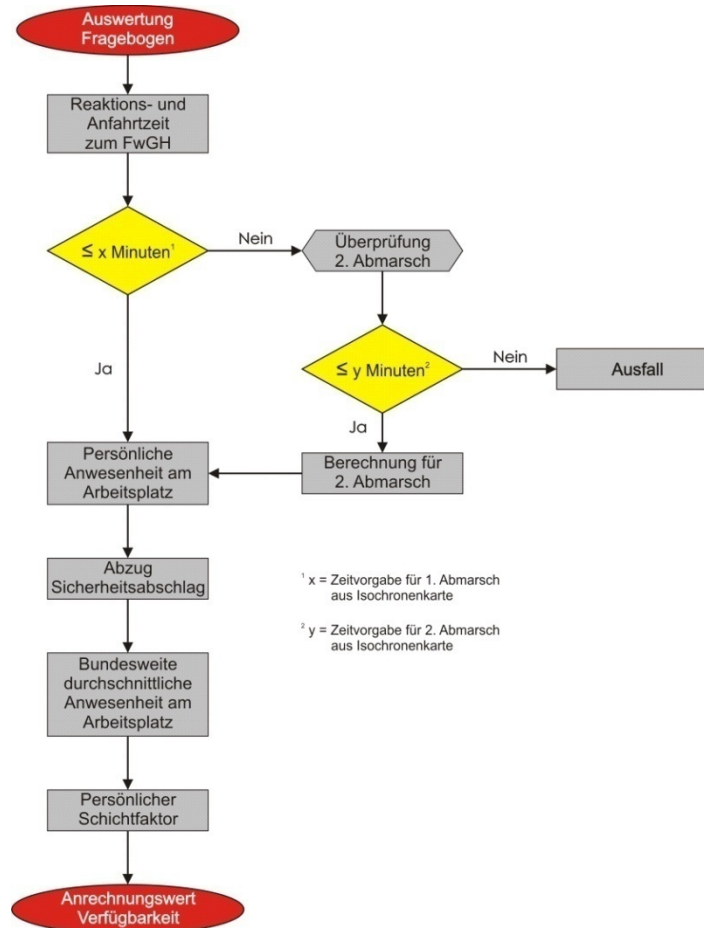 Auswertung
Fragebogen
Reaktions- und
Anfahrtzeit
zum FwGH
≤ x Minuten¹
Nein
Überprüfung
2. Abmarsch
Ja
≤ y Minuten²
Nein
Ausfall
Ja
Persönliche
Anwesenheit am
Arbeitsplatz
Berechnung für
2. Abmarsch
Abzug
Sicherheitsabschlag
¹ x = Zeitvorgabe für 1. Abmarsch
aus Isochronenkarte
² y = Zeitvorgabe für 2. Abmarsch
aus Isochronenkarte
Bundesweite
durchschnittliche
Anwesenheit am
Arbeitsplatz
Persönlicher
Schichtfaktor
Anrechnungswert
Verfügbarkeit